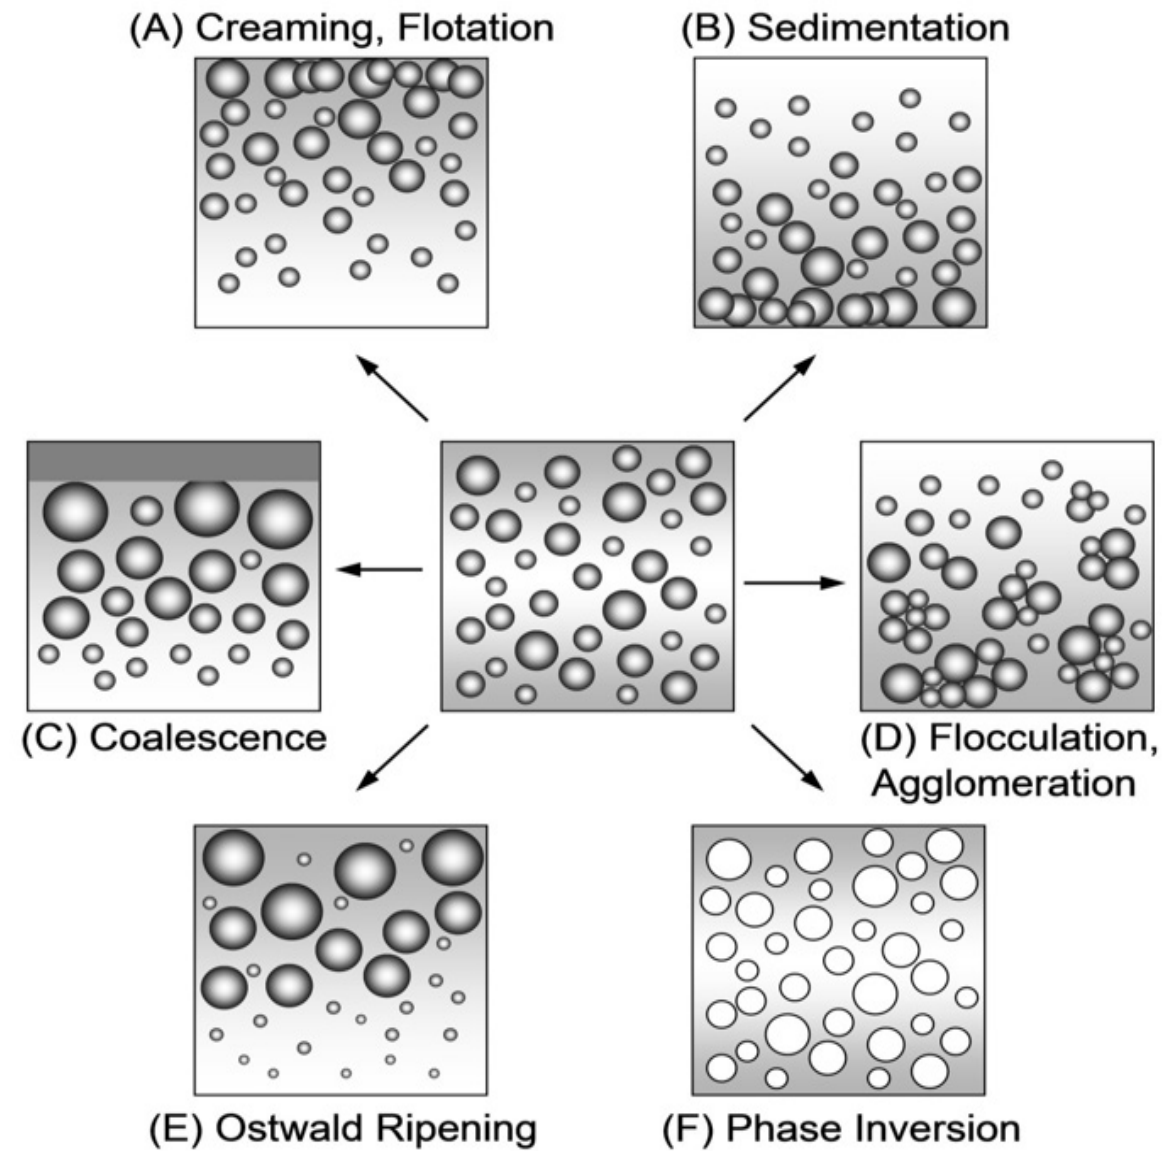 (A) Creaming, Flotation
(B) Sedimentation
(C) Coalescence
(D) Flocculation,
Agglomeration
(E) Ostwald Ripening
(F) Phase Inversion